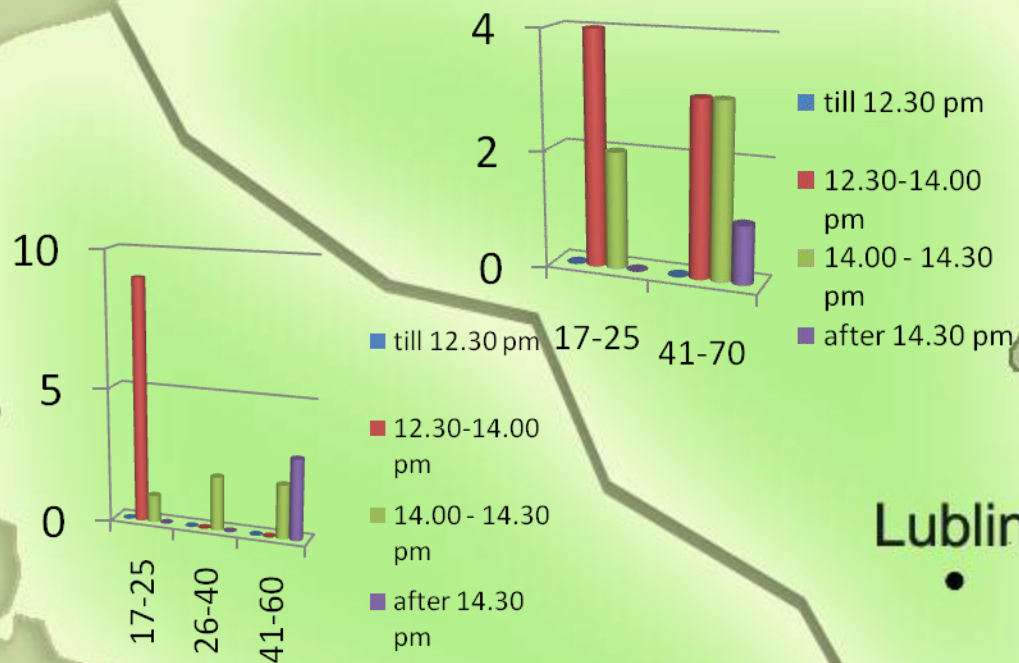 4
2
0
17-25
41-70
till 12.30 pm
12.30-14.00
pm
14.00 - 14.30
pm
after 14.30 pm
10
5
0
17-25
26-40
41-60
till 12.30 pm
12.30-14.00
pm
14.00 - 14.30
pm
after 14.30
pm
Lublin